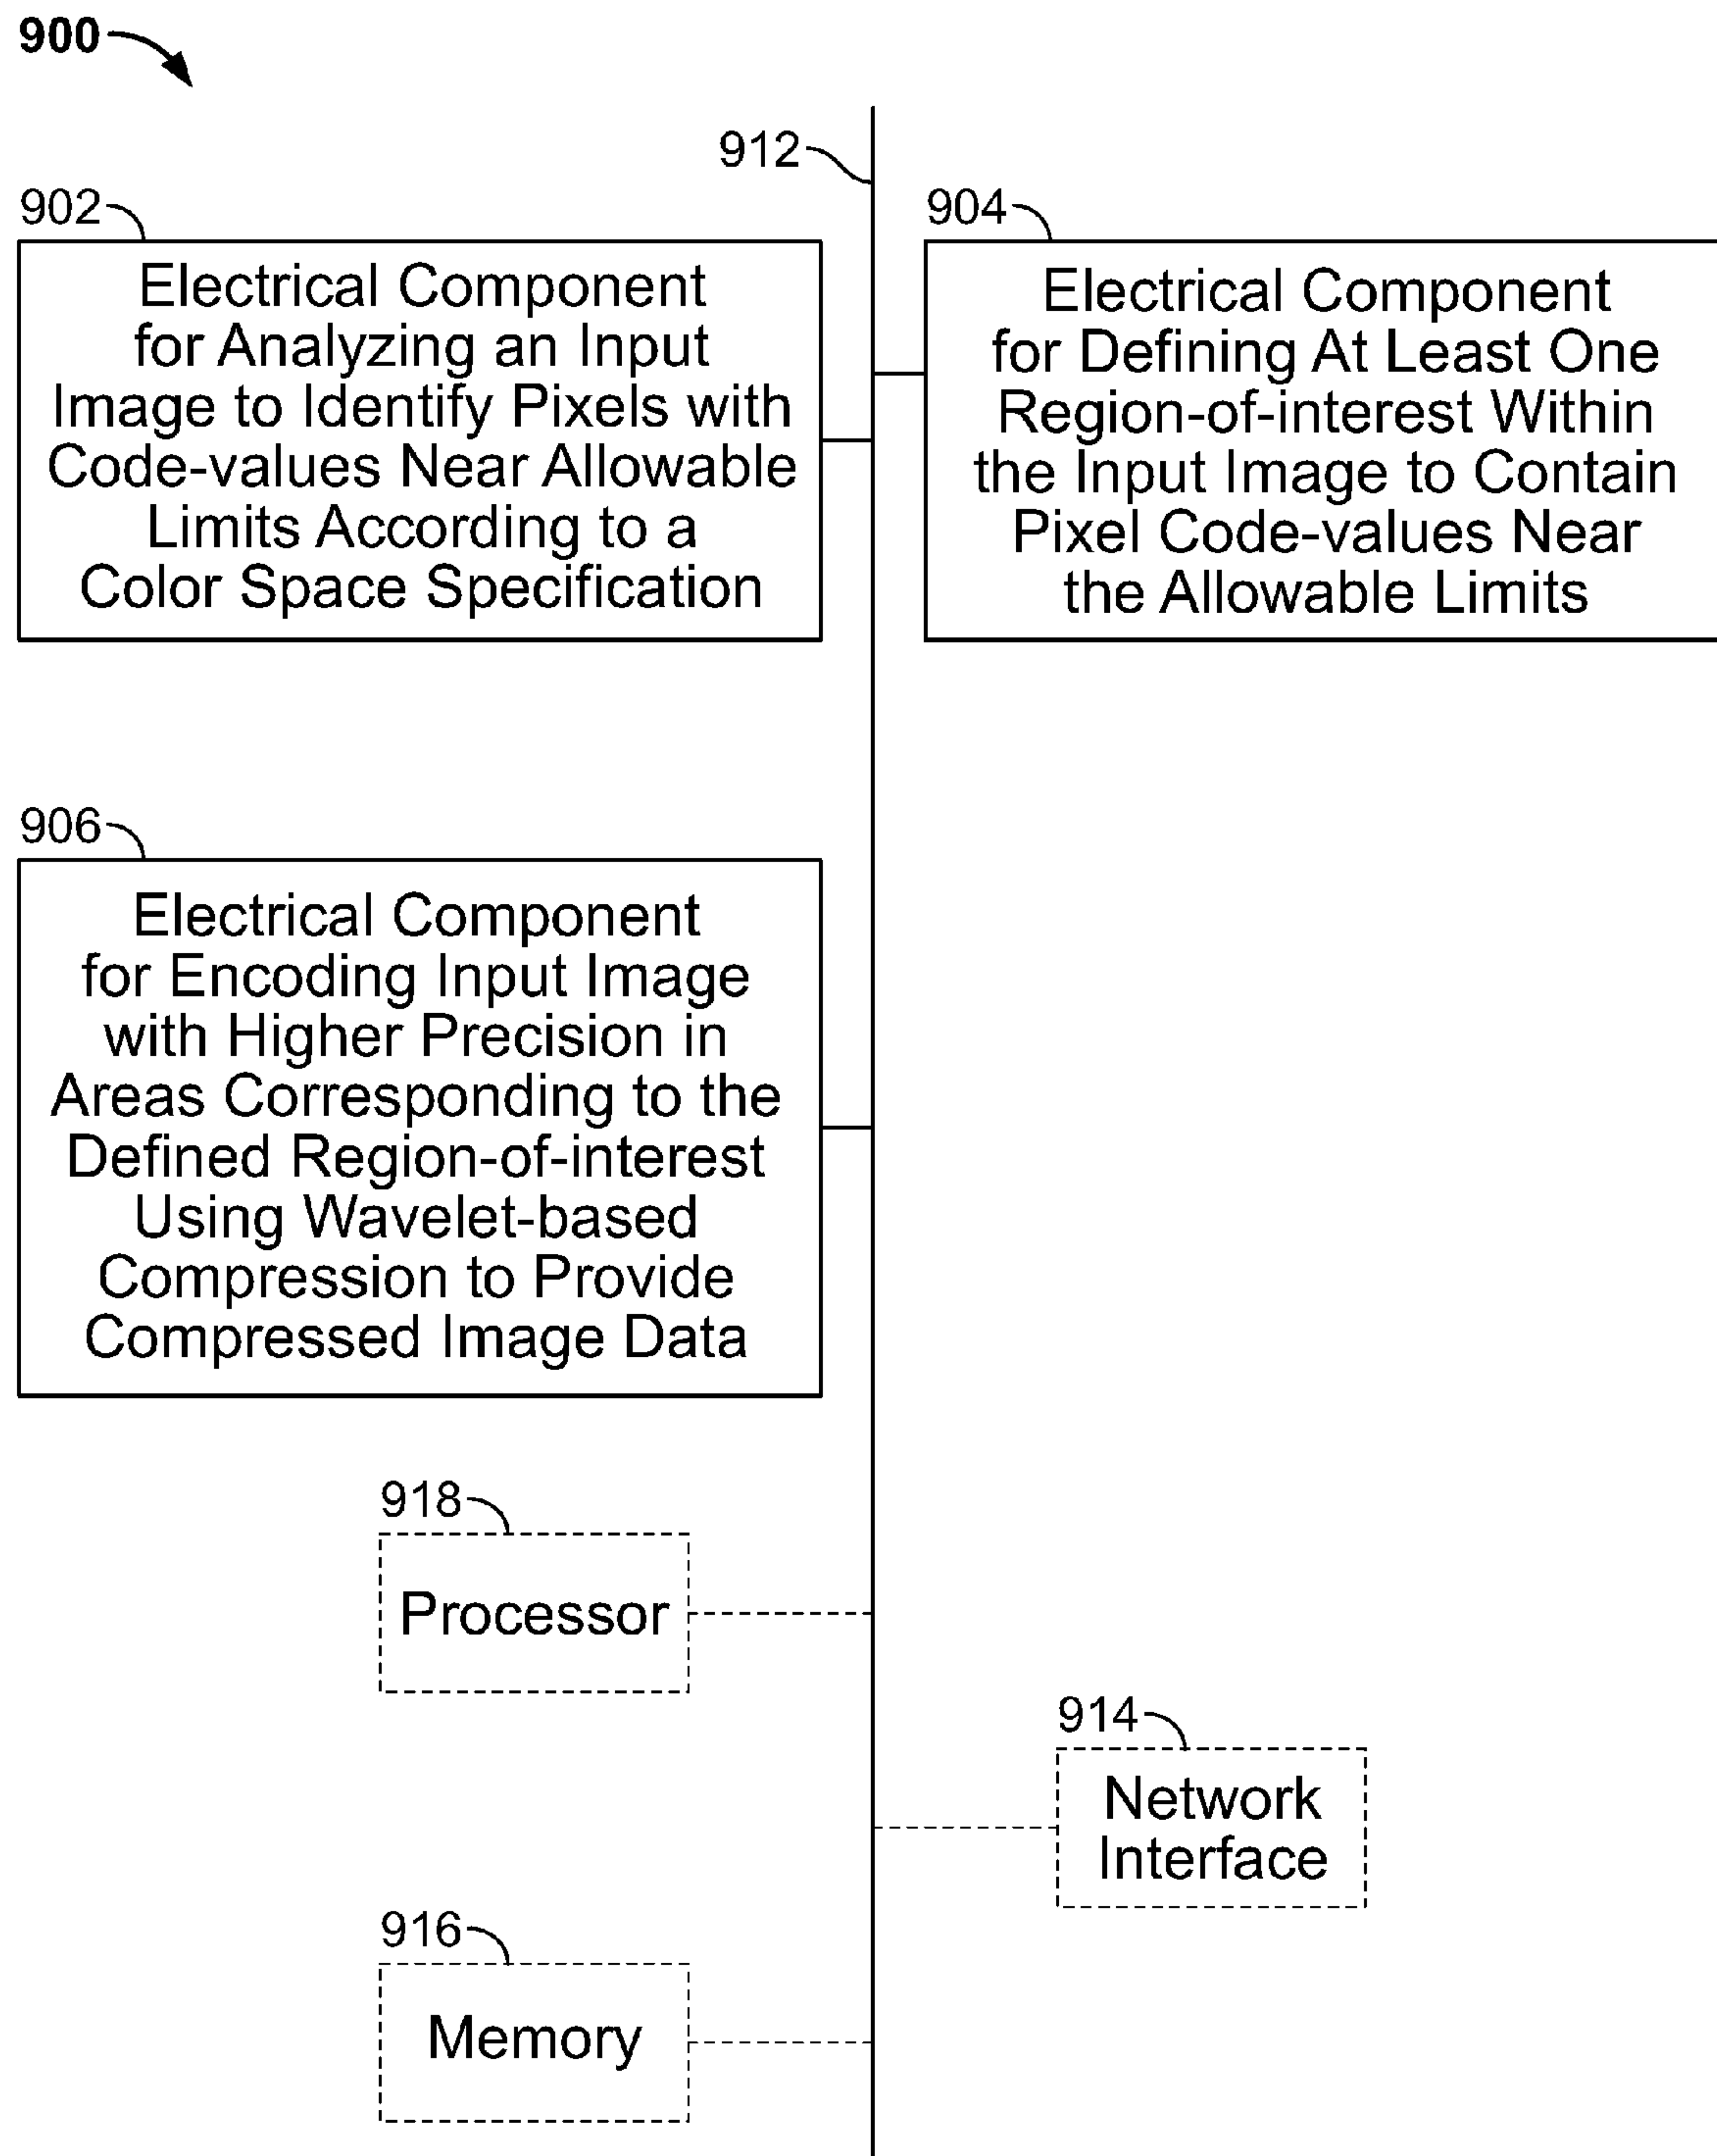 900
912
902
Electrical Component
for Analyzing an Input
Image to Identify Pixels with
Code-values Near Allowable
Limits According to a
Color Space Specification
904
Electrical Component
for Defining At Least One
Region-of-interest Within
the Input Image to Contain
Pixel Code-values Near
the Allowable Limits
906
Electrical Component
for Encoding Input Image
with Higher Precision in
Areas Corresponding to the
Defined Region-of-interest
Using Wavelet-based
Compression to Provide
Compressed Image Data
918
Processor
914
Network
Interface
916
Memory